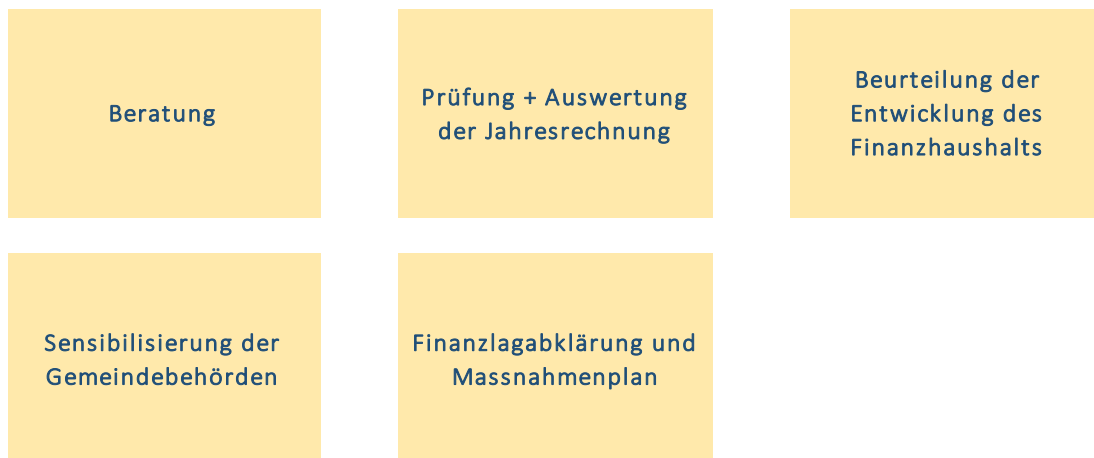 Beratung
Prüfung + Auswertung
der Jahresrechnung
Beurteilung der
Entwicklung des
Finanzhaushalts
Sensibilisierung der
Gemeindebehörden
Finanzlagabklärung und
Massnahmenplan